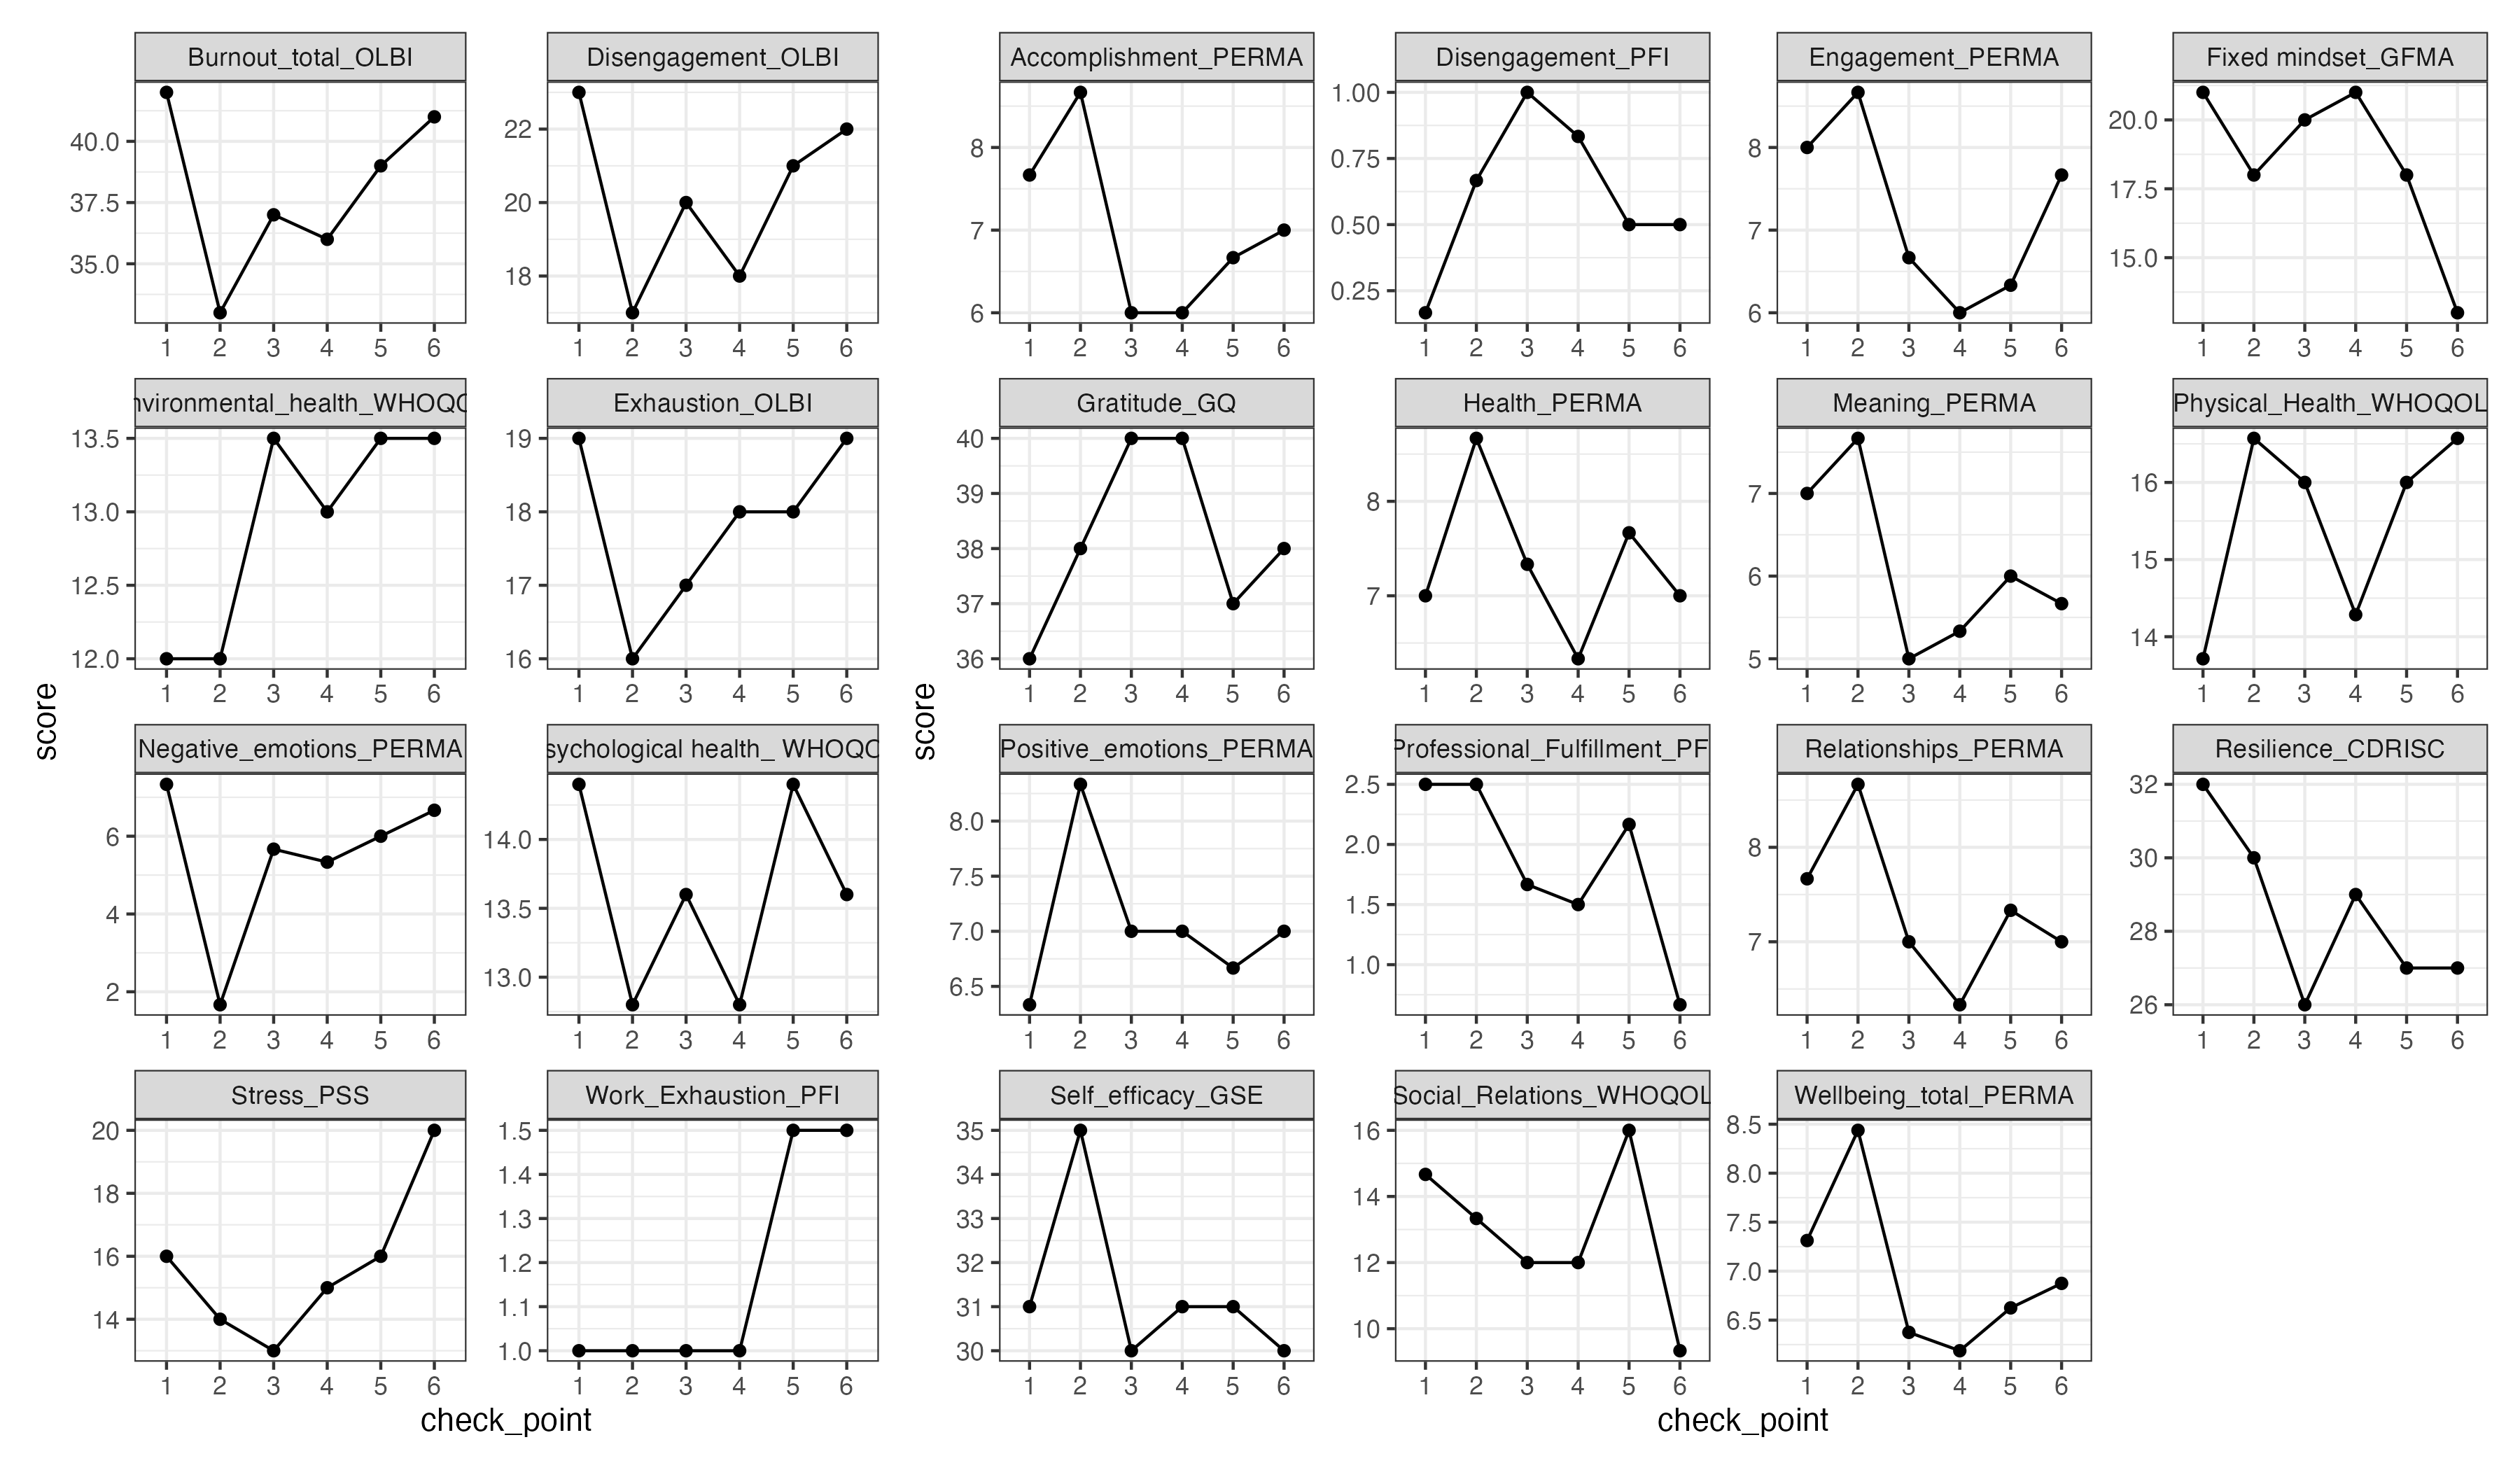 Burnout_total_OLBI
40.0
37.5
35.0
1 2 3 4 5 6
Disengagement_OLBI
22
20
18
1 2 3 4 5 6
nvironmental_health_WHOQO
13.5
13.0
12.5
12.0
1 2 3 4 5 6
Exhaustion_OLBI
19
18
17
16
1 2 3 4 5 6
Negative_emotions_PERMA
6
4
2
1 2 3 4 5 6
sychological health_ WHOQO
14.0
13.5
13.0
1 2 3 4 5 6
Stress_PSS
20
18
16
14
1 2 3 4 5 6
Work_Exhaustion_PFI
1.5
1.4
1.3
1.2
1.1
1.0
1 2 3 4 5 6
score
check_point
Accomplishment_PERMA
8
7
6
1 2 3 4 5 6
Disengagement_PFI
1.00
0.75
0.50
0.25
1 2 3 4 5 6
Engagement_PERMA
8
7
6
1 2 3 4 5 6
Fixed mindset_GFMA
20.0
17.5
15.0
1 2 3 4 5 6
Gratitude_GQ
40
39
38
37
36
1 2 3 4 5 6
Health_PERMA
8
7
1 2 3 4 5 6
Meaning_PERMA
7
6
5
1 2 3 4 5 6
Physical_Health_WHOQOL
16
15
14
1 2 3 4 5 6
Positive_emotions_PERMA
8.0
7.5
7.0
6.5
1 2 3 4 5 6
Professional_Fulfillment_PF
2.5
2.0
1.5
1.0
1 2 3 4 5 6
Relationships_PERMA
8
7
1 2 3 4 5 6
Resilience_CDRISC
32
30
28
26
1 2 3 4 5 6
Self_efficacy_GSE
35
34
33
32
31
30
1 2 3 4 5 6
Social_Relations_WHOQOL
16
14
12
10
1 2 3 4 5 6
Wellbeing_total_PERMA
8.5
8.0
7.5
7.0
6.5
1 2 3 4 5 6
score
check_point